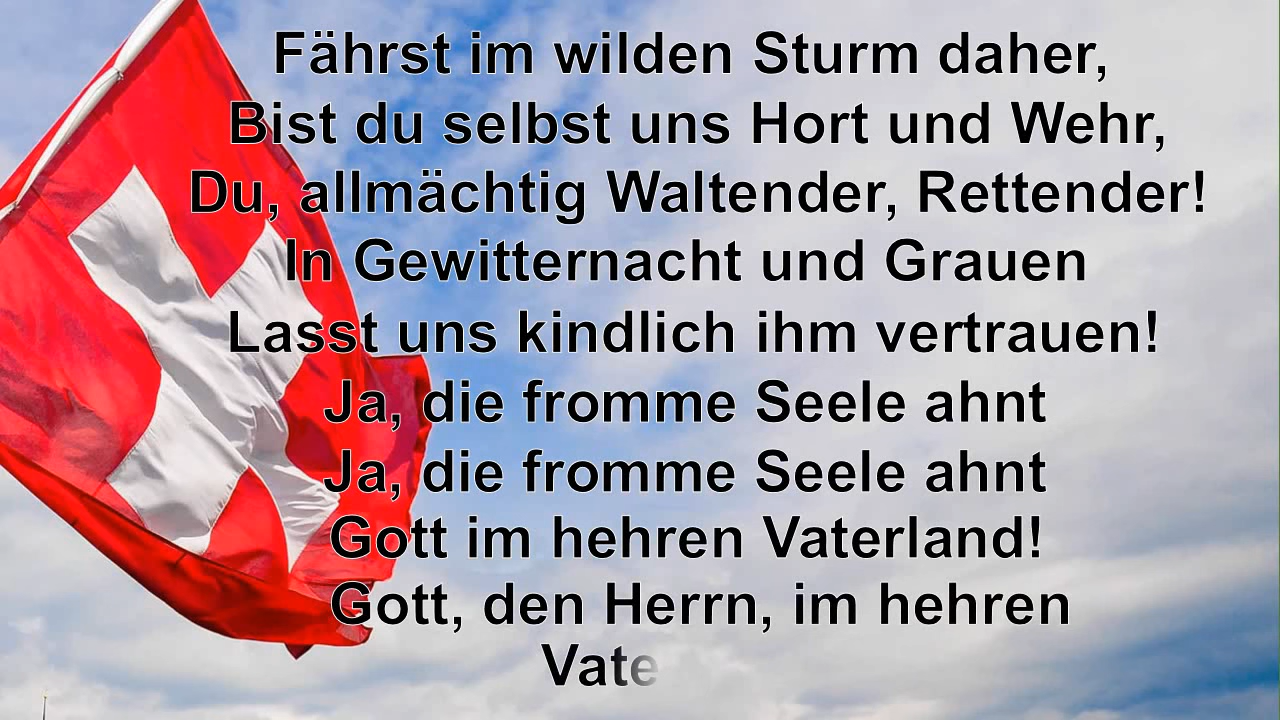 Fährst im wilden Sturm daher,
Bist du selbst uns Hort und Wehr,
Du, allmächtig Waltender, Rettender!
In Gewitternacht und Grauen
Lasst uns kindlich ihm vertrauen!
Ja, die fromme Seele ahnt
Ja, die fromme Seele ahnt
Gott im hehren Vaterland!
Gott, den Herrn, im hehren
Vate